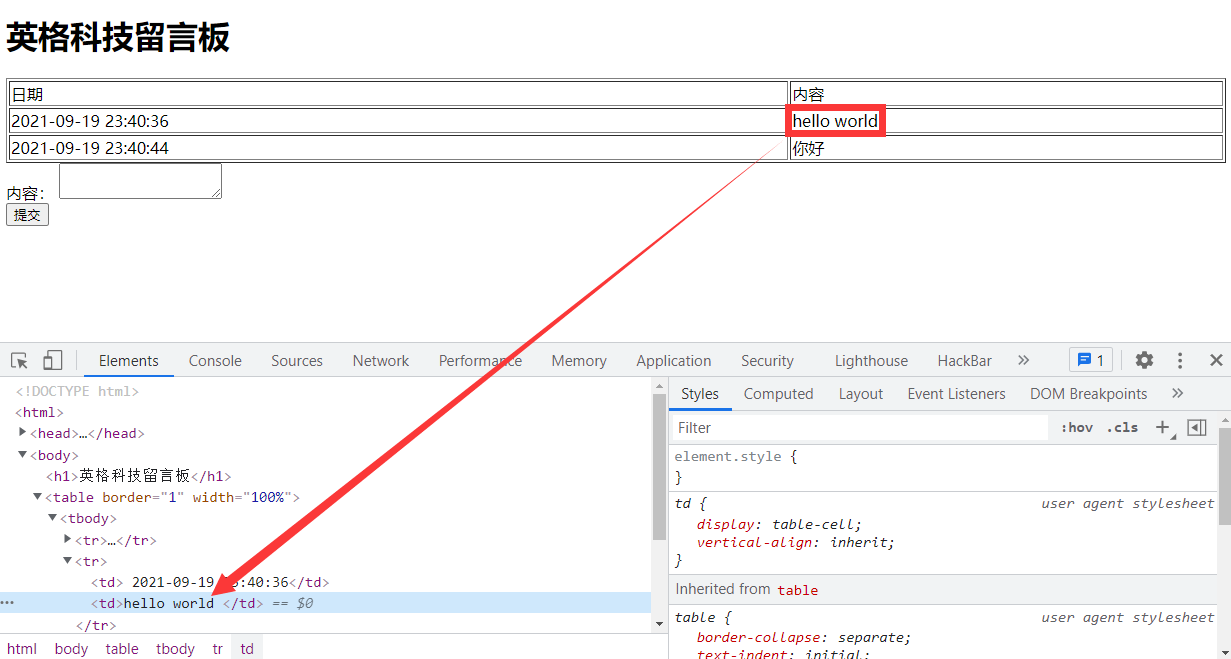 英格科技留言板
日期 内容
2021-09-19 23:40:36 hello world
2021-09-19 23:40:44 你好
内容：
提交
Elements Console Sources Network Performance Memory Application Security Lighthouse HackBar » 1
<!DOCTYPE html>
<html>
<head>…</head>
<body>
<h1>英格科技留言板</h1>
<table border="1" width="100%">
<tbody>
<tr>…</tr>
<tr>
<td> 2021-09-19 :40:36</td>
<td>hello world </td> == $0
</tr>
html body table tbody tr td
Styles Computed Layout Event Listeners DOM Breakpoints »
Filter :hov .cls +
element.style {
}
td { user agent stylesheet
display: table-cell;
vertical-align: inherit;
}
Inherited from table
table { user agent stylesheet
border-collapse: separate;
text-indent: initial;